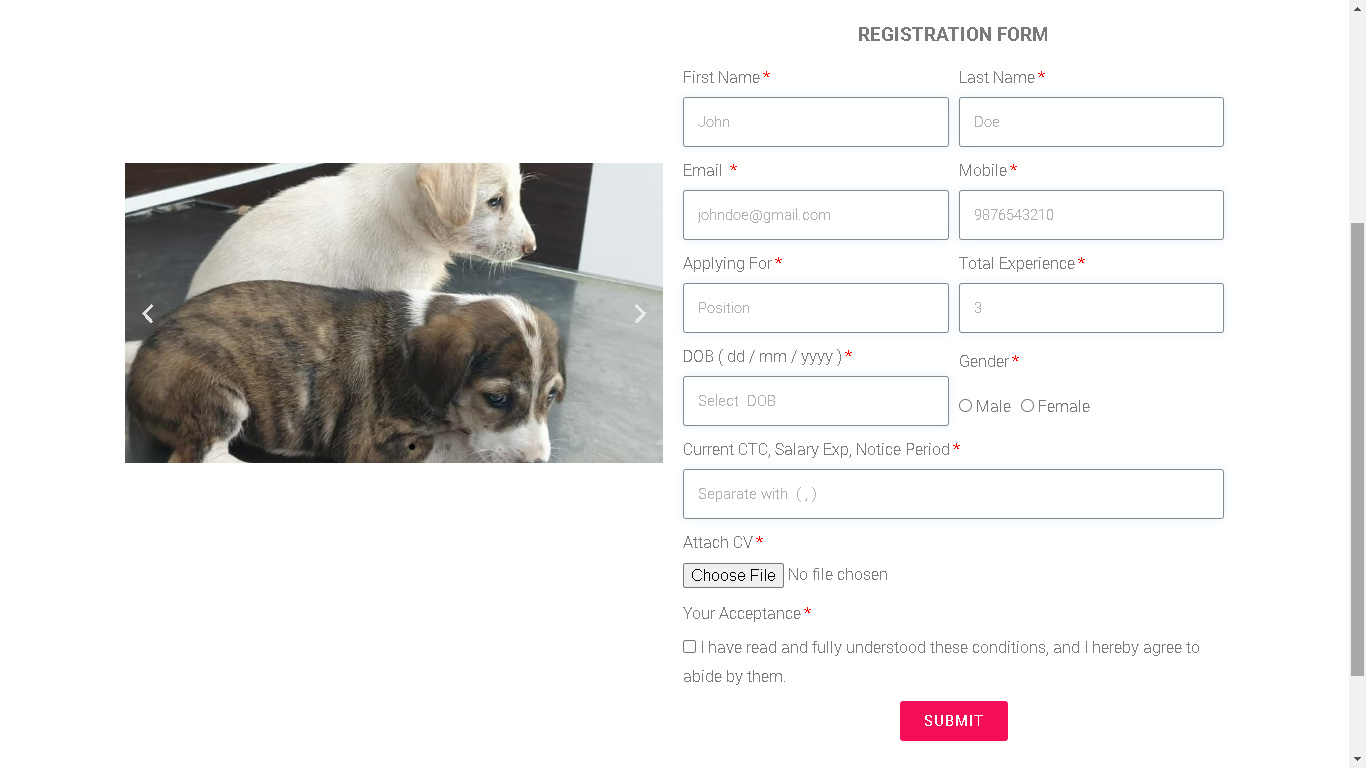 REGISTRATION FORM
First Name *
Last Name *
John
Doe
Email *
Mobile *
johndoe@gmail.com
9876543210
Applying For *
Total Experience *
Position
3
DOB ( dd / mm / yyyy ) *
Gender *
Select DOB
Male
Female
Current CTC, Salary Exp, Notice Period *
Separate with ( , )
Attach CV *
Choose File No file chosen
Your Acceptance *
I have read and fully understood these conditions, and I hereby agree to
abide by them.
SUBMIT